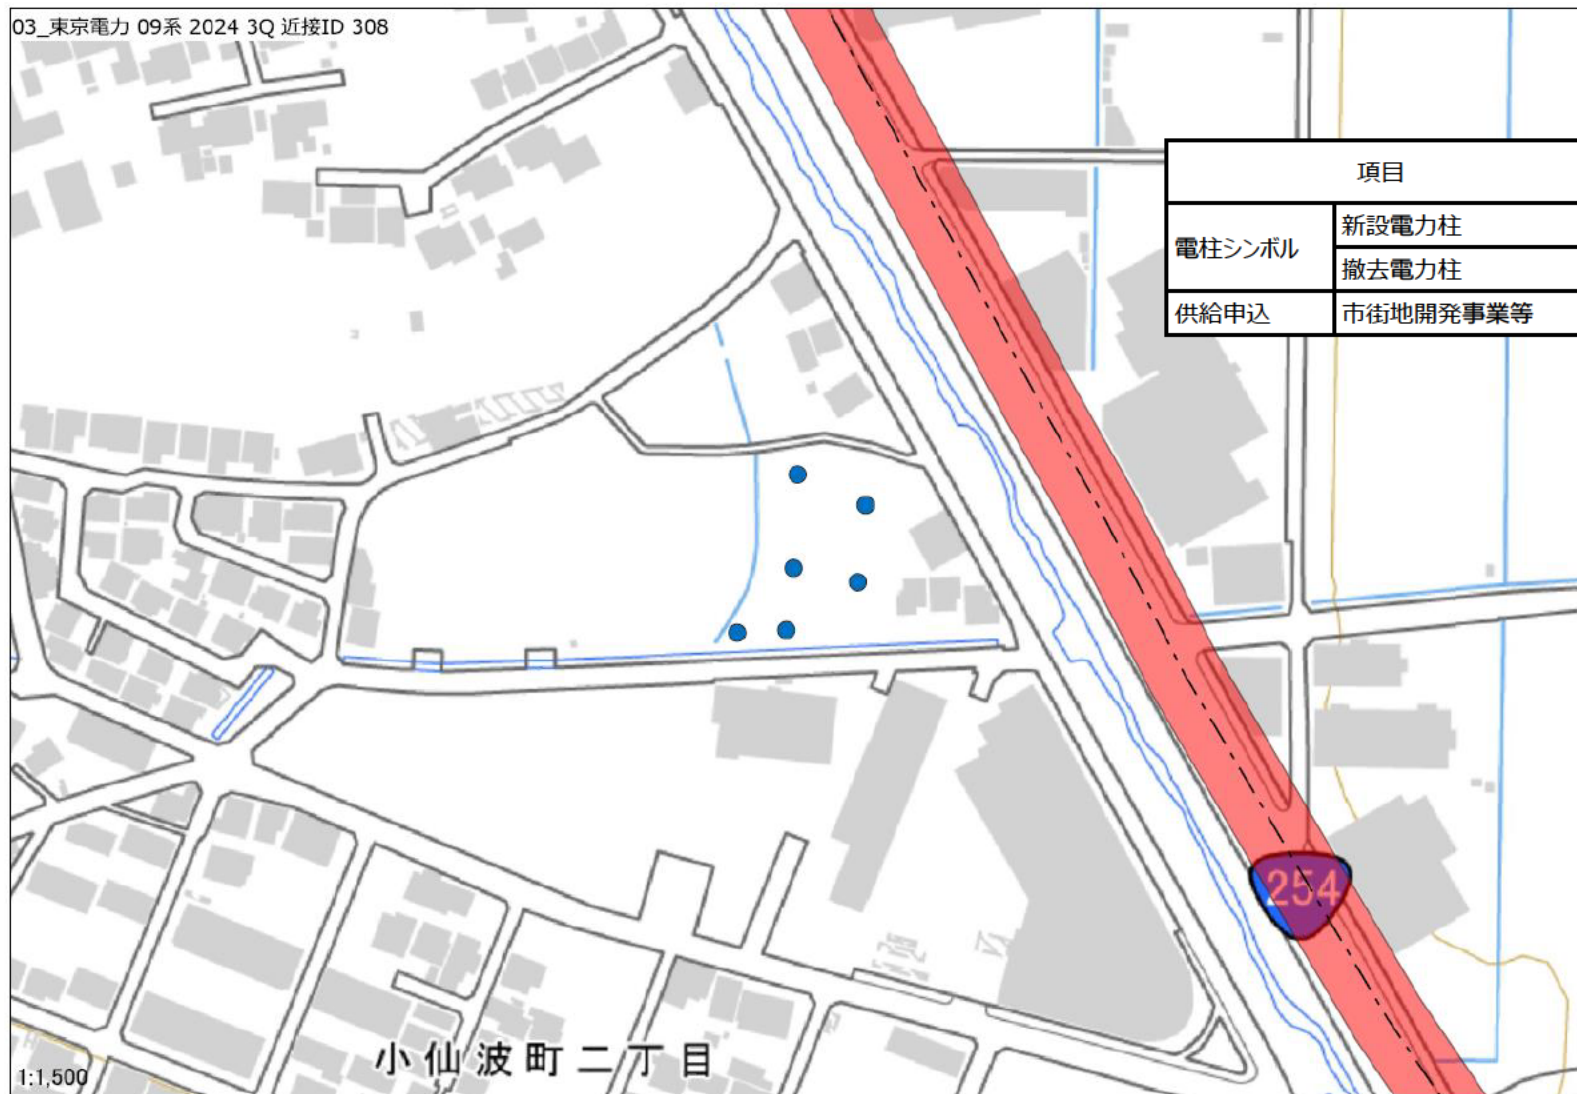 03_東京電力 09系 2024 3Q 近接ID 308
項目
電柱シンボル
新設電力柱
撤去電力柱
供給申込
市街地開発事業等
254
小仙波町二丁目
1:1,500